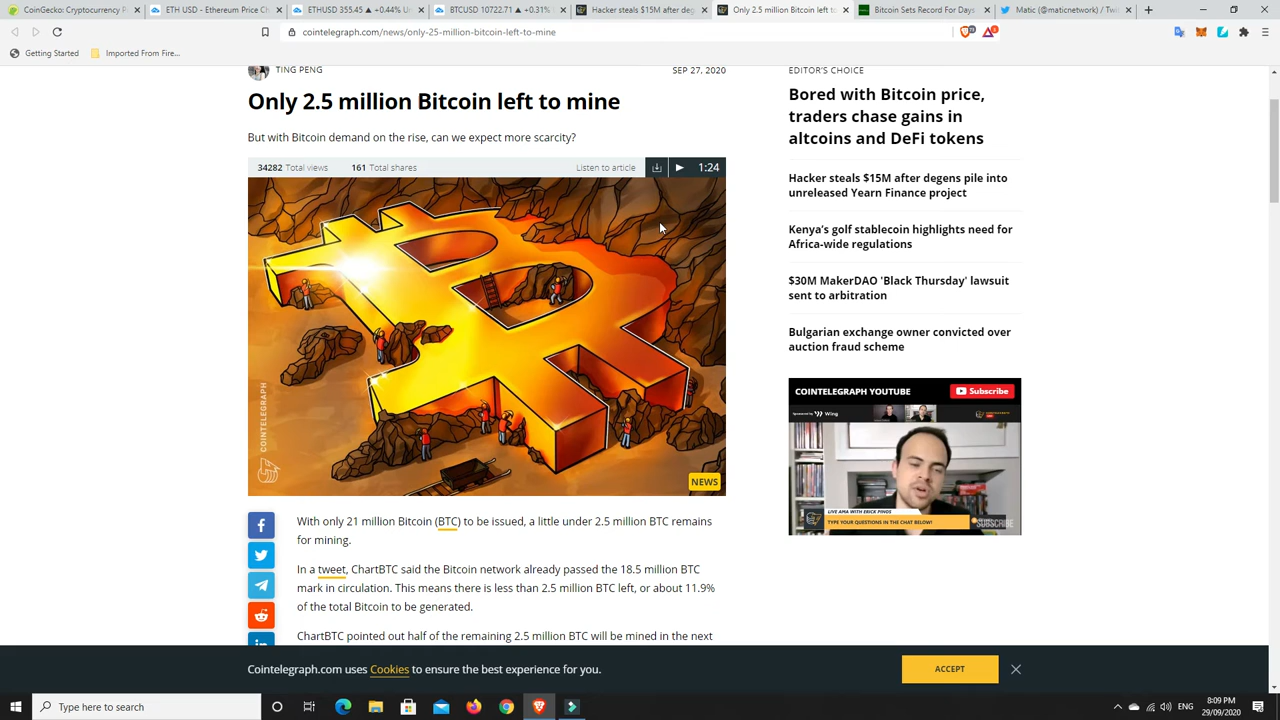 CoinGecko: Cryptocurrency P
ETH USD - Ethereum Price Ch
ETHUSD 355.45 ▲ +0.44% U
BTCUSD 10722.71 ▲ +0.31%
Hacker steals $15M after deg
Only 2.5 million Bitcoin left to
Bitcoin Sets Record For Days
Matic (@maticnetwork) / Twi
cointelegraph.com/news/only-25-million-bitcoin-left-to-mine
Getting Started
Imported From Fire...
TING PENG
SEP 27, 2020
Only 2.5 million Bitcoin left to mine
But with Bitcoin demand on the rise, can we expect more scarcity?
34282 Total views
161 Total shares
Listen to article
1:24
COINTELEGRAPH
NEWS
With only 21 million Bitcoin (BTC) to be issued, a little under 2.5 million BTC remains
for mining.
In a tweet, ChartBTC said the Bitcoin network already passed the 18.5 million BTC
mark in circulation. This means there is less than 2.5 million BTC left, or about 11.9%
of the total Bitcoin to be generated.
ChartBTC pointed out half of the remaining 2.5 million BTC will be mined in the next
EDITOR'S CHOICE
Bored with Bitcoin price,
traders chase gains in
altcoins and DeFi tokens
Hacker steals $15M after degens pile into
unreleased Yearn Finance project
Kenya's golf stablecoin highlights need for
Africa-wide regulations
$30M MakerDAO 'Black Thursday' lawsuit
sent to arbitration
Bulgarian exchange owner convicted over
auction fraud scheme
COINTELEGRAPH YOUTUBE
Subscribe
Sponsored by Wing
LIVE AMA WITH ERICK PINOS
TYPE YOUR QUESTIONS IN THE CHAT BELOW!
SUBSCRIBE
Cointelegraph.com uses Cookies to ensure the best experience for you.
ACCEPT
Type here to search
ENG
8:09 PM
29/09/2020